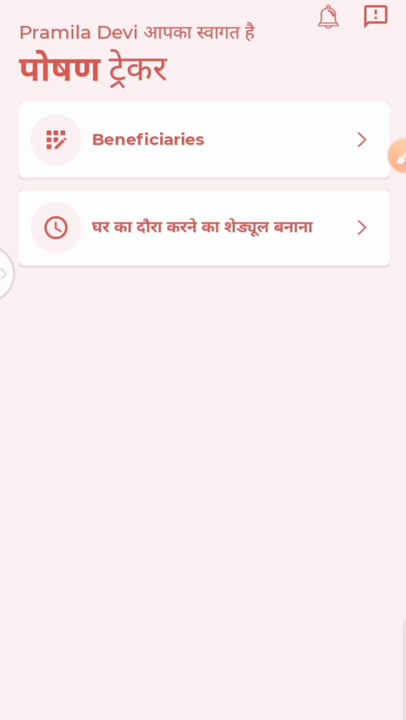 Pramila Devi आपका स्वागत है
पोषण ट्रेकर
Beneficiaries
घर का दौरा करने का शेड्यूल बनाना